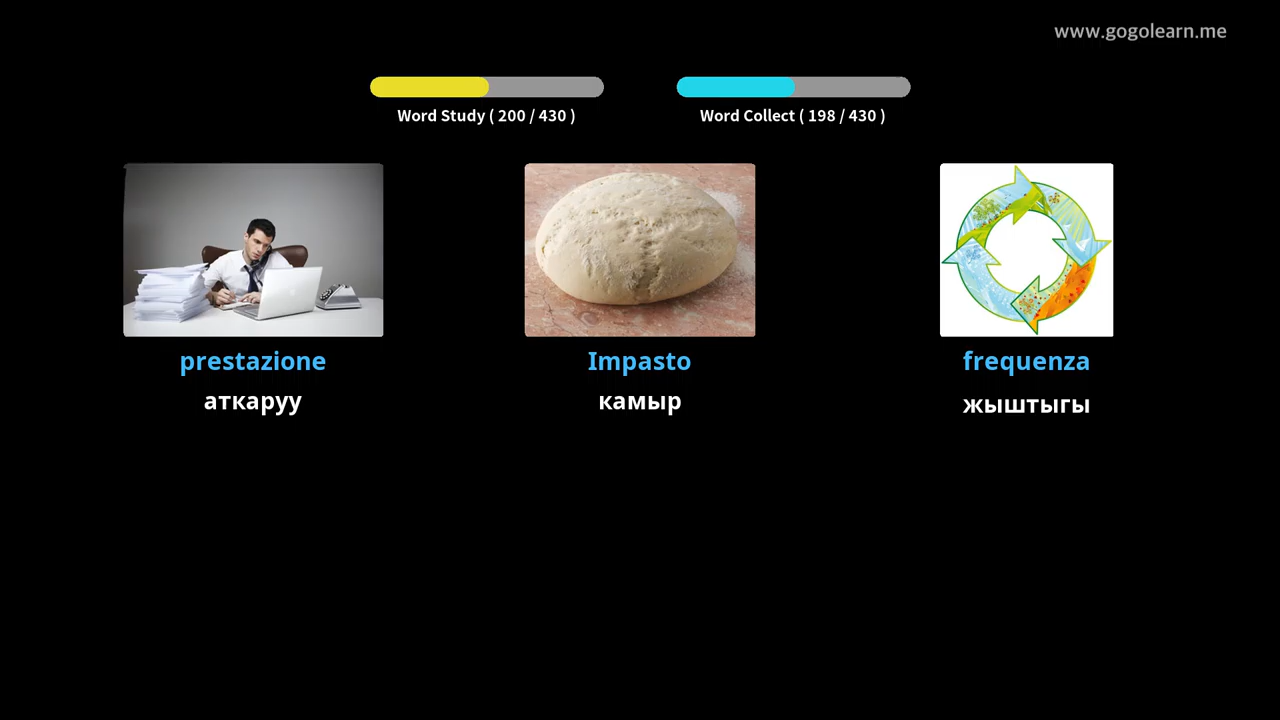 www.gogolearn.me
Word Study ( 200 / 430 )
Word Collect ( 198 / 430 )
prestazione
Impasto
frequenza
аткаруу
камыр
жыштыгы